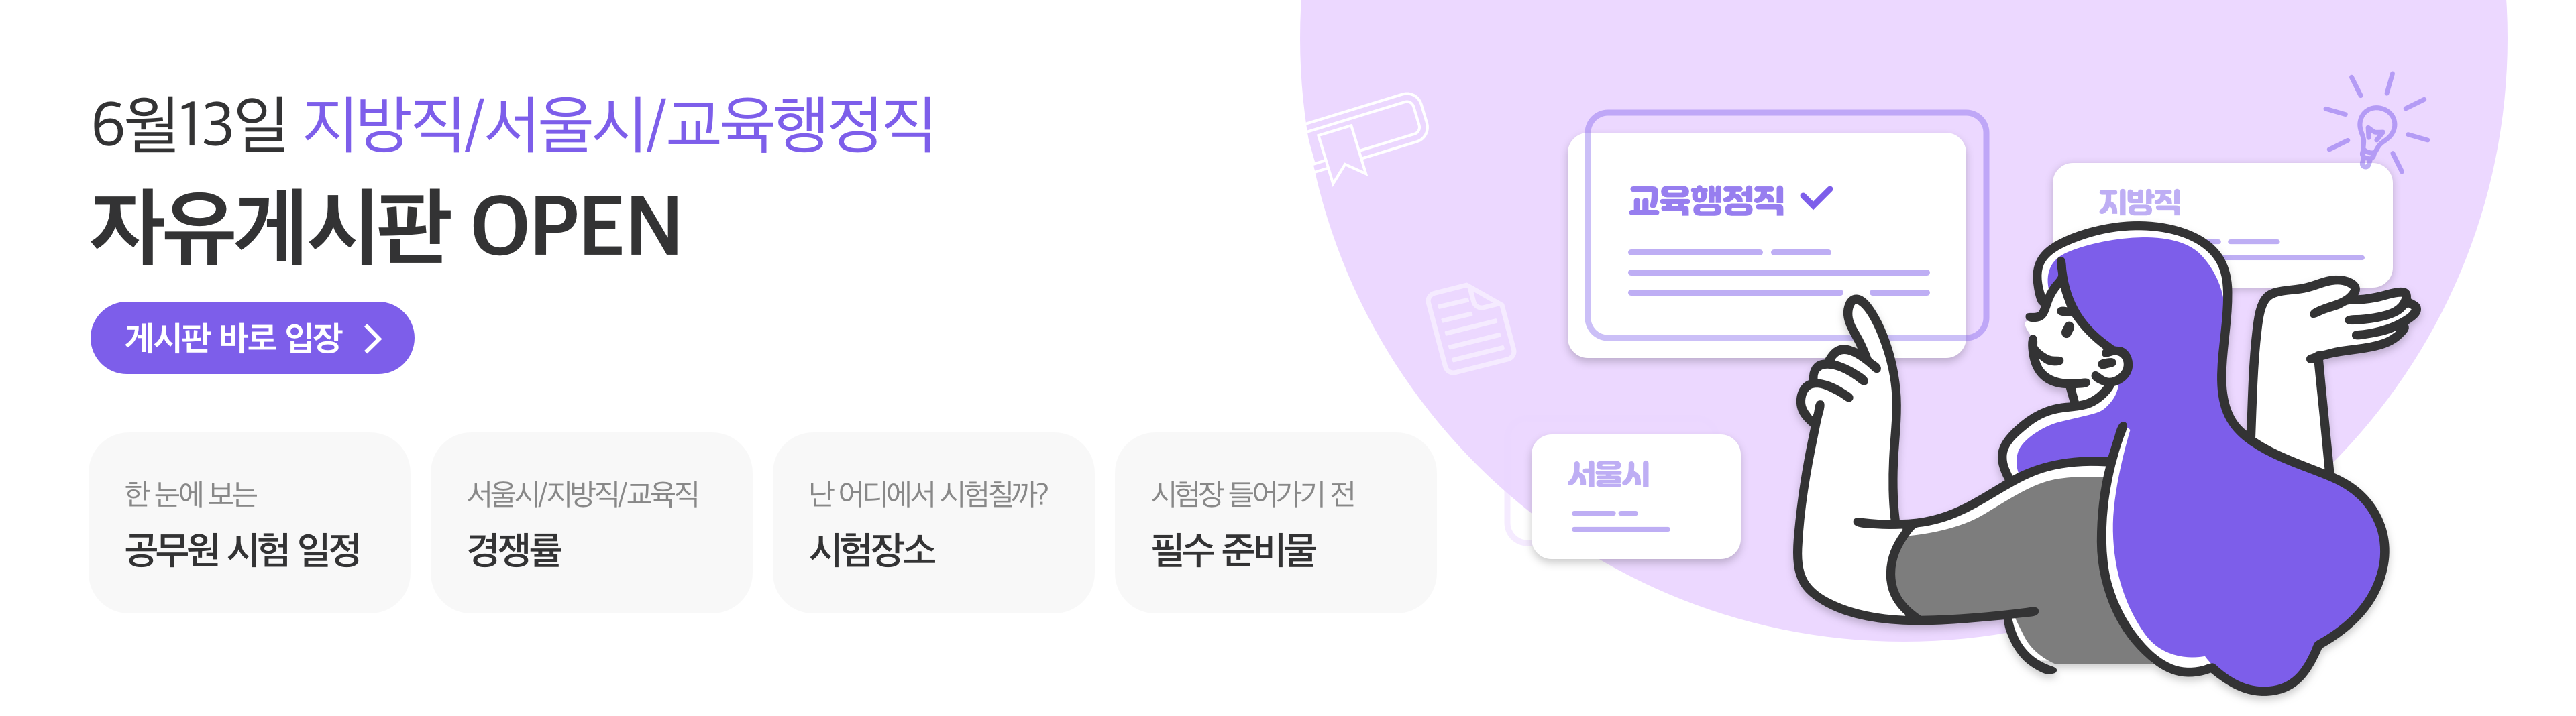 6월13일 지방직/서울시/교육행정직
자유게시판 OPEN
게시판 바로 입장
한 눈에 보는
공무원 시험 일정
서울시/지방직/교육직
경쟁률
난 어디에서 시험칠까?
시험장소
시험장 들어가기 전
필수 준비물
교육행정직
지방직
서울시